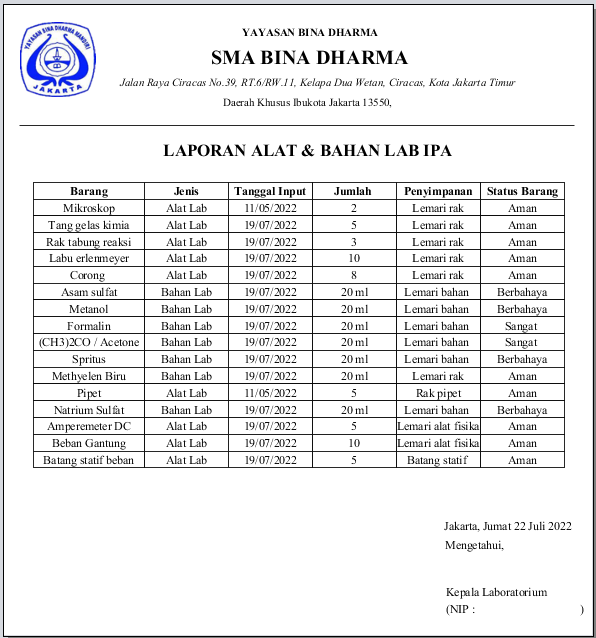 YAYASAN BINA DHARMA MANDIRI
JAKARTA
YAYASAN BINA DHARMA
SMA BINA DHARMA
Jalan Raya Ciracas No.39, RT.6/RW.11, Kelapa Dua Wetan, Ciracas, Kota Jakarta Timur
Daerah Khusus Ibukota Jakarta 13550,
LAPORAN ALAT & BAHAN LAB IPA
Barang Jenis Tanggal Input Jumlah Penyimpanan Status Barang
Mikroskop Alat Lab 11/05/2022 2 Lemari rak Aman
Tang gelas kimia Alat Lab 19/07/2022 5 Lemari rak Aman
Rak tabung reaksi Alat Lab 19/07/2022 3 Lemari rak Aman
Labu erlenmeyer Alat Lab 19/07/2022 10 Lemari rak Aman
Corong Alat Lab 19/07/2022 8 Lemari rak Aman
Asam sulfat Bahan Lab 19/07/2022 20 ml Lemari bahan Berbahaya
Metanol Bahan Lab 19/07/2022 20 ml Lemari bahan Berbahaya
Formalin Bahan Lab 19/07/2022 20 ml Lemari bahan Sangat
(CH3)2CO / Acetone Bahan Lab 19/07/2022 20 ml Lemari bahan Sangat
Spritus Bahan Lab 19/07/2022 20 ml Lemari bahan Berbahaya
Methyelen Biru Bahan Lab 19/07/2022 20 ml Lemari rak Aman
Pipet Alat Lab 11/05/2022 5 Rak pipet Aman
Natrium Sulfat Bahan Lab 19/07/2022 20 ml Lemari bahan Berbahaya
Amperemeter DC Alat Lab 19/07/2022 5 Lemari alat fisika Aman
Beban Gantung Alat Lab 19/07/2022 10 Lemari alat fisika Aman
Batang statif beban Alat Lab 19/07/2022 5 Batang statif Aman
Jakarta, Jumat 22 Juli 2022
Mengetahui,
Kepala Laboratorium
(NIP : )